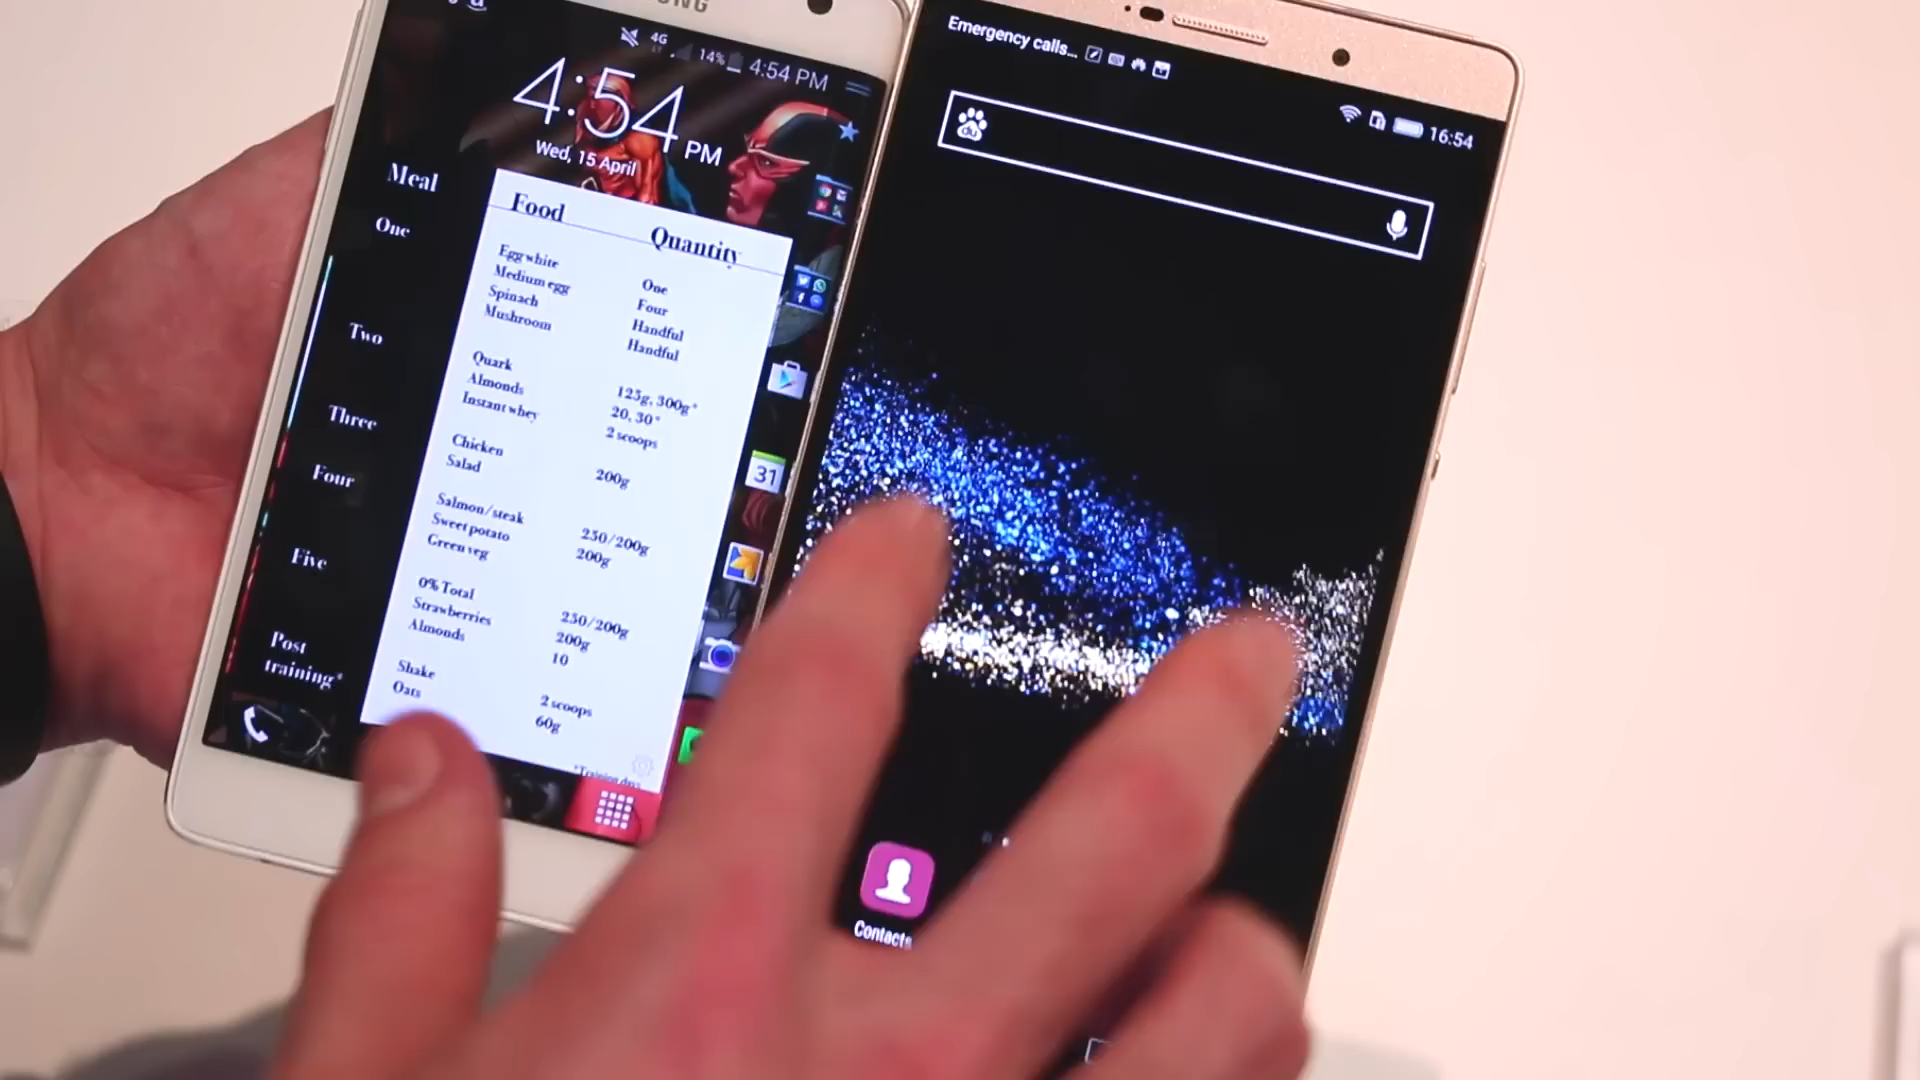 4G
14%
4:54 PM
4:54 PM
Wed, 15 April
Meal
One
Two
Three
Four
Five
Post
training*
Food
Quantity
Egg white
One
Medium egg
Four
Spinach
Handful
Mushroom
Handful
Quark
125g, 300g*
Almonds
20, 30*
Instant whey
2 scoops
Chicken
200g
Salad
Salmon/steak
250/200g
Sweet potato
200g
Green veg
0% Total
250/200g
Strawberries
200g
Almonds
10
Shake
2 scoops
Oats
60g
*Training days
31
Emergency calls...
16:54
du
Contacts